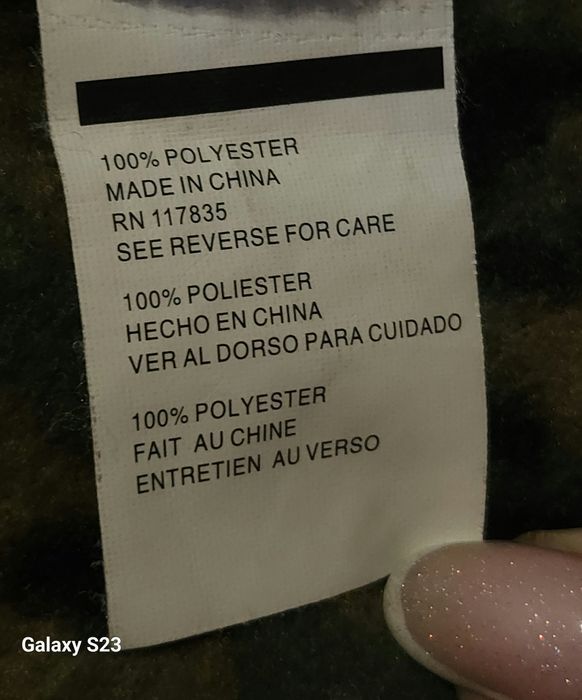 100% POLYESTER
MADE IN CHINA
RN 117835
SEE REVERSE FOR CARE
100% POLIESTER
HECHO EN CHINA
VER AL DORSO PARA CUIDADO
100% POLYESTER
FAIT AU CHINE
ENTRETIEN AU VERSO
Galaxy S23